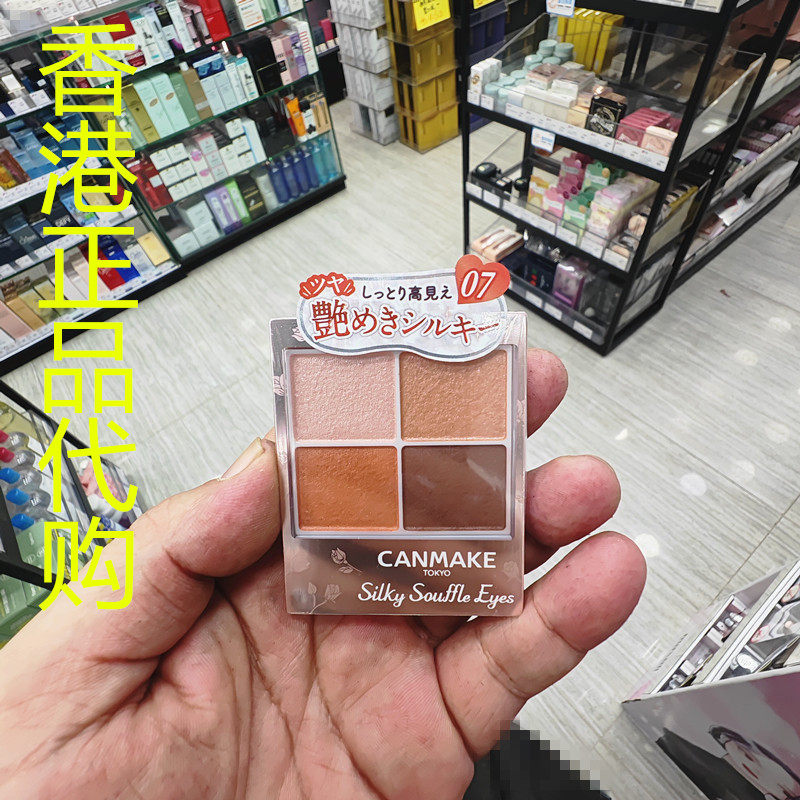 香港正品代购
ツヤ
しっとり高見え
07
艶めきシルキー
CANMAKE
TOKYO
Silky Souffle Eyes